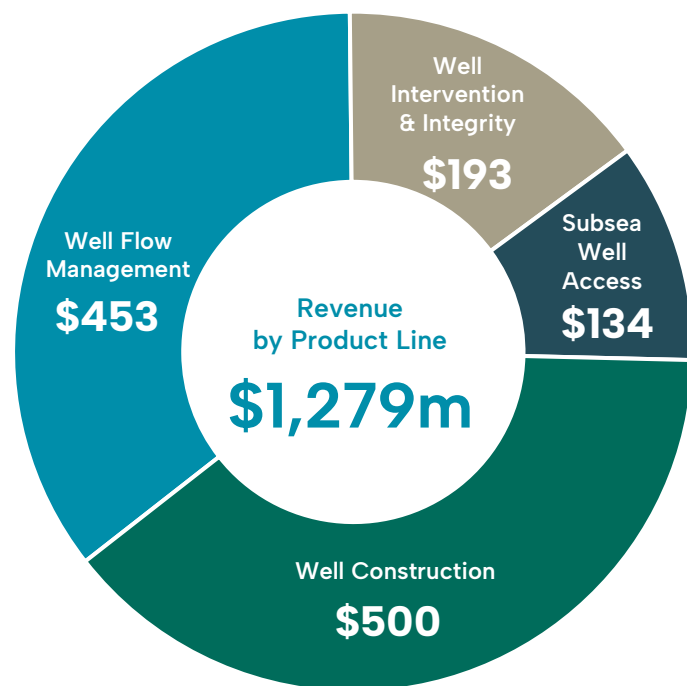 Well
Intervention
& Integrity
$193
Subsea
Well
Access
$134
Well Flow
Management
$453
Revenue
by Product Line
$1,279m
Well Construction
$500